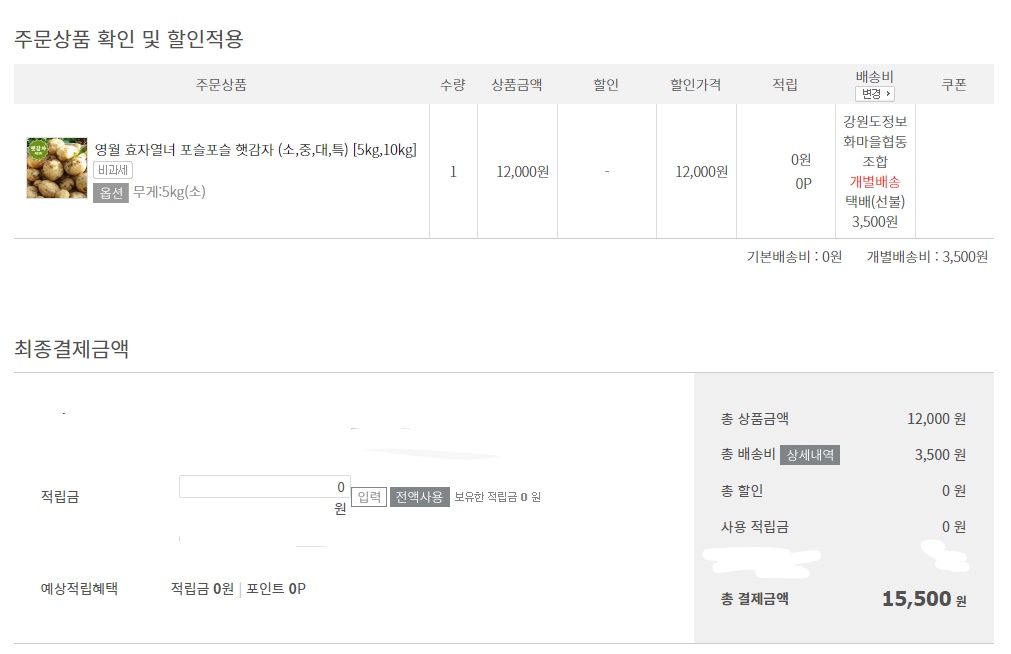 주문상품 확인 및 할인적용
주문상품 수량 상품금액 할인 할인가격 적립 배송비 변경 쿠폰
영월 효자열녀 포슬포슬 햇감자 (소,중,대,특) [5kg,10kg]
비과세
옵션 무게:5kg(소)
1
12,000원
-
12,000원
0원
0P
강원도정보
화마을협동
조합
개별배송
택배(선불)
3,500원
기본배송비 : 0원 개별배송비 : 3,500원
최종결제금액
적립금 0
원 입력 전액사용 보유한 적립금 0 원
예상적립혜택 적립금 0원 | 포인트 0P
총 상품금액 12,000 원
총 배송비 상세내역 3,500 원
총 할인 0 원
사용 적립금 0 원
총 결제금액 15,500 원